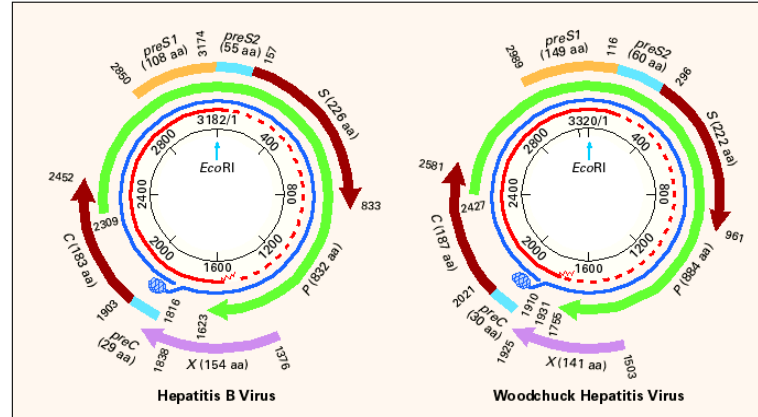 preS1
(108 aa)
2850
3174
preS2
(55 aa)
157
S (226 aa)
833
3182/1
400
800
1200
1600
2000
2400
2800
EcoRI
2452
2309
C (183 aa)
1903
1816
preC
(29 aa)
1838
1623
P (832 aa)
X (154 aa)
1376
Hepatitis B Virus
preS1
(149 aa)
2989
116
preS2
(60 aa)
296
S (222 aa)
961
3320/1
400
800
1200
1600
2000
2400
2800
EcoRI
2581
2427
C (187 aa)
2021
1910
1931
1755
preC
(30 aa)
1925
P (884 aa)
X (141 aa)
1503
Woodchuck Hepatitis Virus